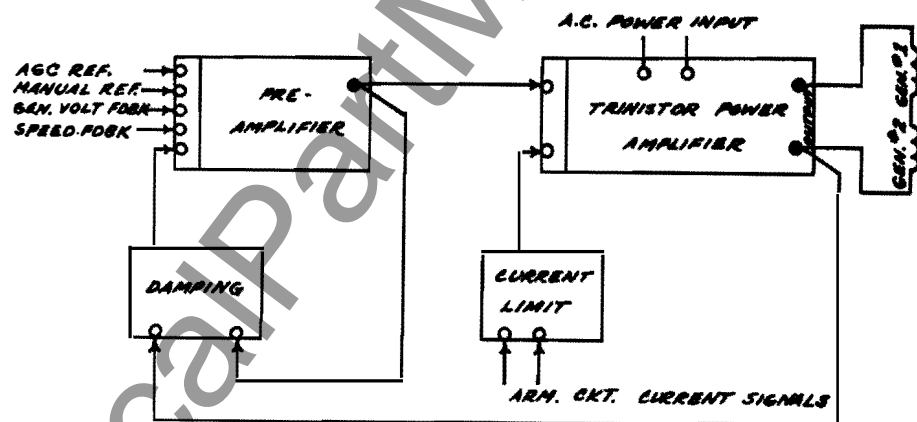 A.C. POWER INPUT
AGC REF.
MANUAL REF.
GEN. VOLT FDBK
SPEED. FDBK
PRE-
AMPLIFIER
TRINISTOR POWER
AMPLIFIER
OUTPUT
GEN. #2 GEN. #1
DAMPING
CURRENT
LIMIT
ARM. CKT. CURRENT SIGNALS